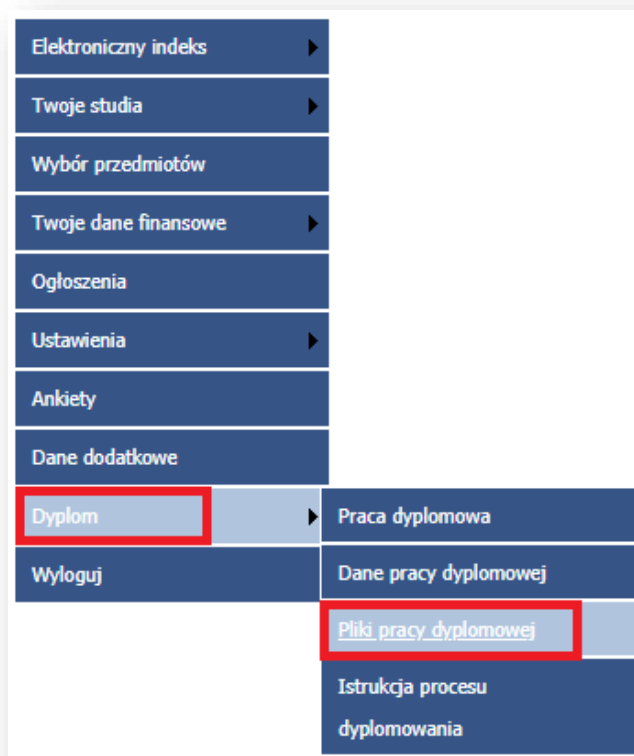 Elektroniczny indeks
Twoje studia
Wybór przedmiotów
Twoje dane finansowe
Ogłoszenia
Ustawienia
Ankiety
Dane dodatkowe
Dyplom
Wyloguj
Praca dyplomowa
Dane pracy dyplomowej
Pliki pracy dyplomowej
Istrukcja procesu
dyplomowania